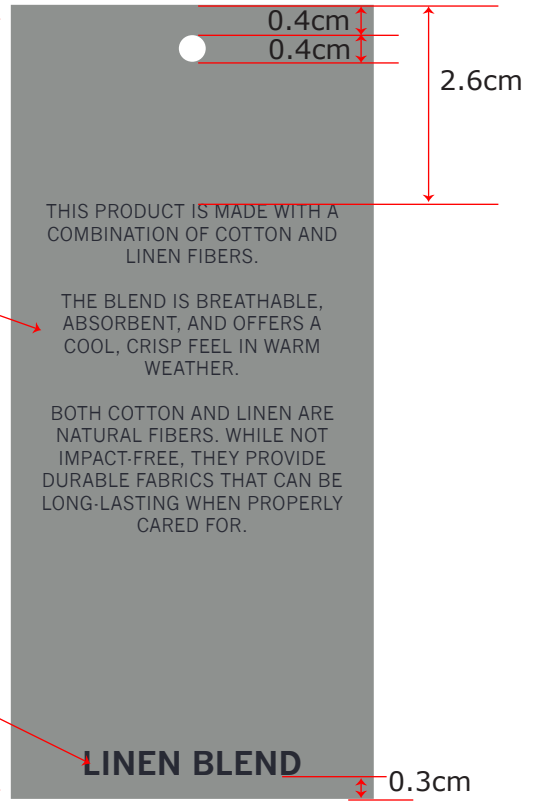 0.4cm
0.4cm
2.6cm
THIS PRODUCT IS MADE WITH A
COMBINATION OF COTTON AND
LINEN FIBERS.
THE BLEND IS BREATHABLE,
ABSORBENT, AND OFFERS A
COOL, CRISP FEEL IN WARM
WEATHER.
BOTH COTTON AND LINEN ARE
NATURAL FIBERS. WHILE NOT
IMPACT-FREE, THEY PROVIDE
DURABLE FABRICS THAT CAN BE
LONG-LASTING WHEN PROPERLY
CARED FOR.
LINEN BLEND
0.3cm